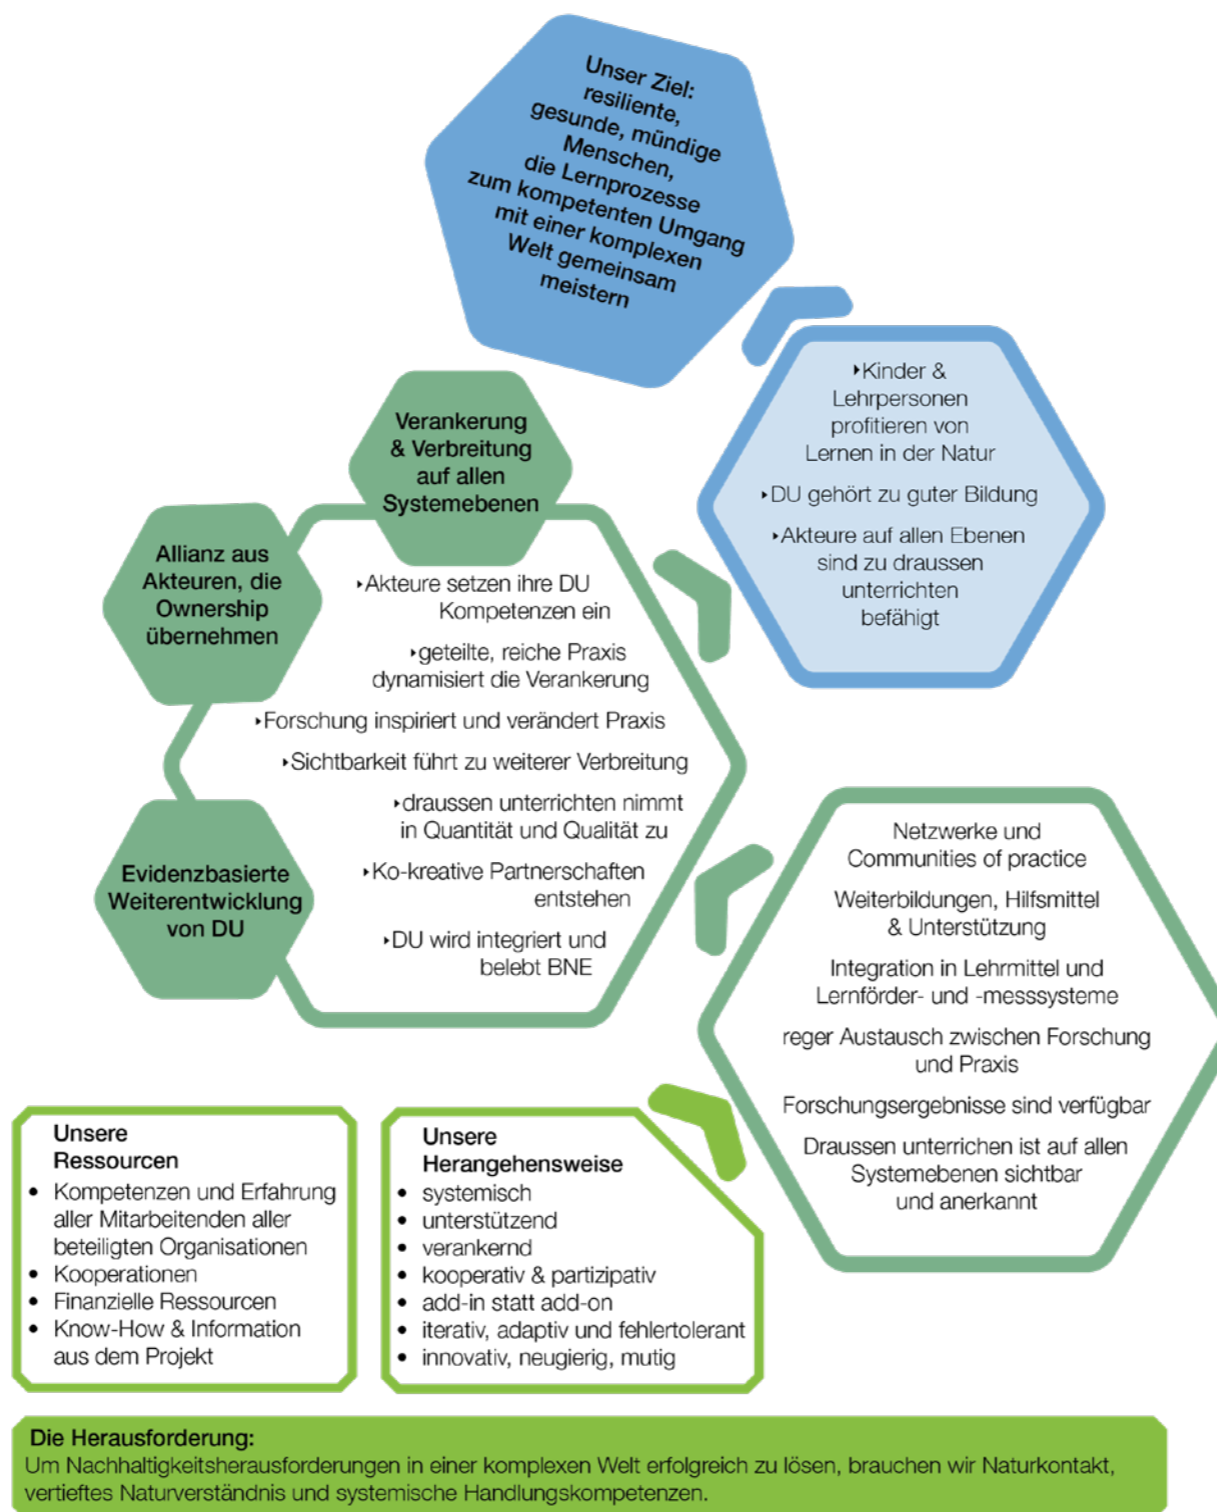 Unser Ziel:
resiliente,
gesunde, mündige
Menschen,
die Lernprozesse
zum kompetenten Umgang
mit einer komplexen
Welt gemeinsam
meistern
‣Kinder &
Lehrpersonen
profitieren von
Lernen in der Natur
‣DU gehört zu guter Bildung
‣Akteure auf allen Ebenen
sind zu draussen
unterrichten
befähigt
Verankerung
& Verbreitung
auf allen
Systemebenen
Allianz aus
Akteuren, die
Ownership
übernehmen
Evidenzbasierte
Weiterentwicklung
von DU
‣Akteure setzen ihre DU
Kompetenzen ein
‣geteilte, reiche Praxis
dynamisiert die Verankerung
‣Forschung inspiriert und verändert Praxis
‣Sichtbarkeit führt zu weiterer Verbreitung
‣draussen unterrichten nimmt
in Quantität und Qualität zu
‣Ko-kreative Partnerschaften
entstehen
‣DU wird integriert und
belebt BNE
Netzwerke und
Communities of practice
Weiterbildungen, Hilfsmittel
& Unterstützung
Integration in Lehrmittel und
Lernförder- und -messsysteme
reger Austausch zwischen Forschung
und Praxis
Forschungsergebnisse sind verfügbar
Draussen unterrichen ist auf allen
Systemebenen sichtbar
und anerkannt
Unsere
Ressourcen
• Kompetenzen und Erfahrung
aller Mitarbeitenden aller
beteiligten Organisationen
• Kooperationen
• Finanzielle Ressourcen
• Know-How & Information
aus dem Projekt
Unsere
Herangehensweise
• systemisch
• unterstützend
• verankernd
• kooperativ & partizipativ
• add-in statt add-on
• iterativ, adaptiv und fehlertolerant
• innovativ, neugierig, mutig
Die Herausforderung:
Um Nachhaltigkeitsherausforderungen in einer komplexen Welt erfolgreich zu lösen, brauchen wir Naturkontakt,
vertieftes Naturverständnis und systemische Handlungskompetenzen.